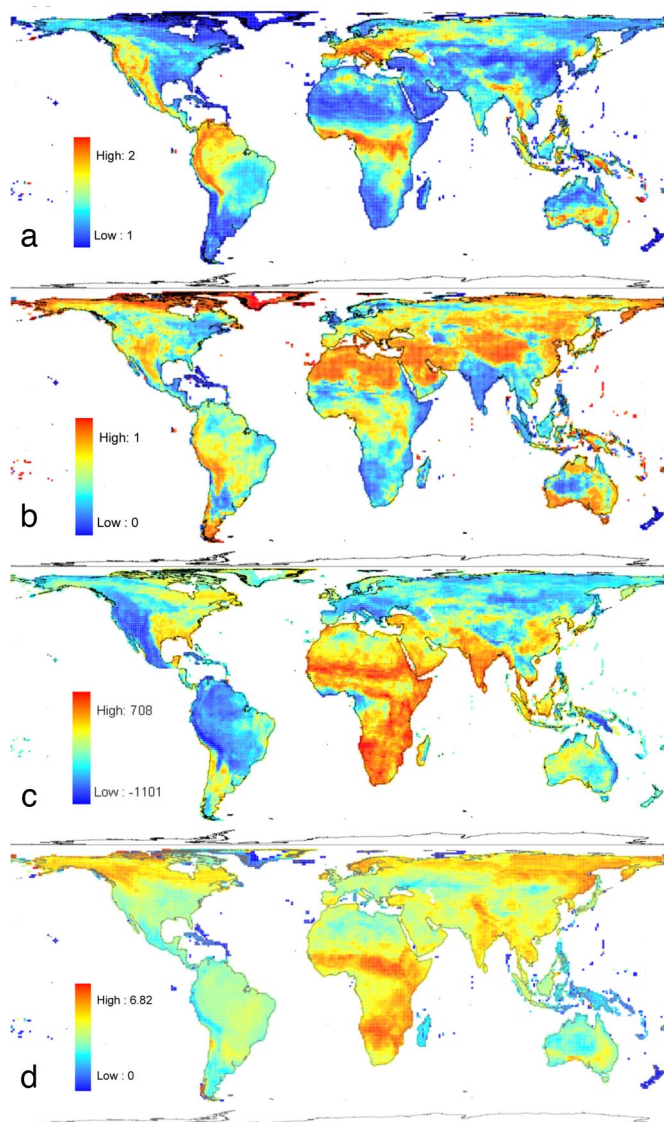 High: 2
Low : 1
a
High: 1
Low : 0
b
High: 708
Low : -1101
c
High : 6.82
Low : 0
d